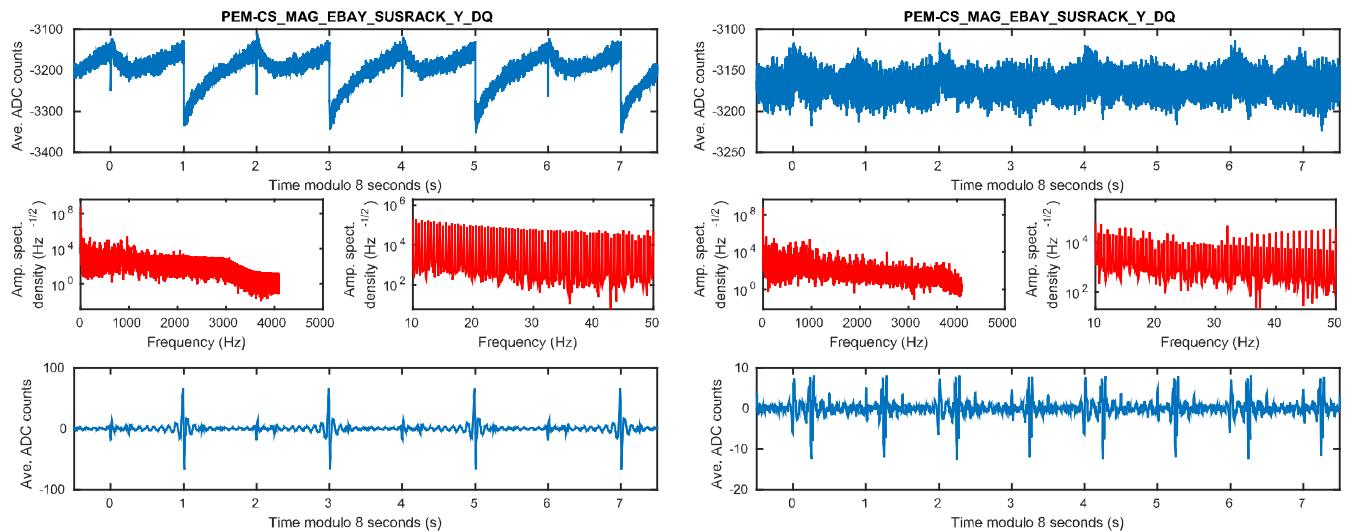 PEM-CS_MAG_EBAY_SUSRACK_Y_DQ
Ave. ADC counts
-3100
-3200
-3300
-3400
0 1 2 3 4 5 6 7
Time modulo 8 seconds (s)
Amp. spect.
density (Hz -1/2)
10^8
10^4
10^0
0 1000 2000 3000 4000 5000
Frequency (Hz)
Amp. spect.
density (Hz -1/2)
10^6
10^4
10^2
10 20 30 40 50
Frequency (Hz)
Ave. ADC counts
100
0
-100
0 1 2 3 4 5 6 7
Time modulo 8 seconds (s)
PEM-CS_MAG_EBAY_SUSRACK_Y_DQ
Ave. ADC counts
-3100
-3150
-3200
-3250
0 1 2 3 4 5 6 7
Time modulo 8 seconds (s)
Amp. spect.
density (Hz -1/2)
10^8
10^4
10^0
0 1000 2000 3000 4000 5000
Frequency (Hz)
Amp. spect.
density (Hz -1/2)
10^4
10^2
10 20 30 40 50
Frequency (Hz)
Ave. ADC counts
10
0
-10
-20
0 1 2 3 4 5 6 7
Time modulo 8 seconds (s)